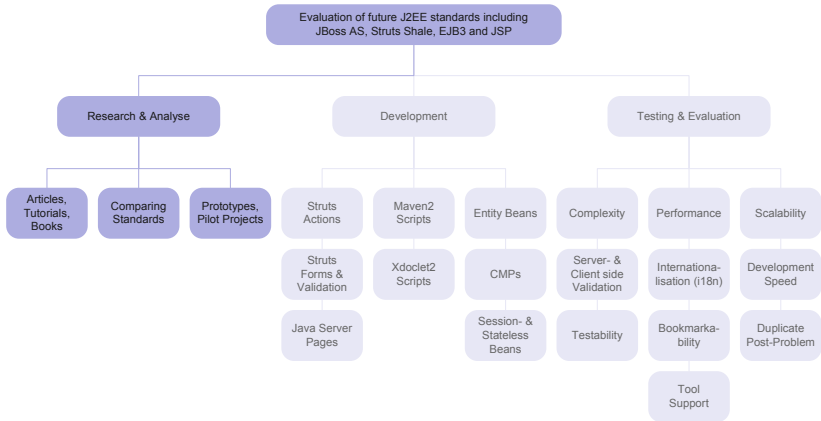 Evaluation of future J2EE standards including
JBoss AS, Struts Shale, EJB3 and JSP
Research & Analyse
Development
Testing & Evaluation
Articles,
Tutorials,
Books
Comparing
Standards
Prototypes,
Pilot Projects
Struts
Actions
Maven2
Scripts
Entity Beans
Complexity
Performance
Scalability
Struts
Forms &
Validation
Xdoclet2
Scripts
CMPs
Server- &
Client side
Validation
Internationa-
lisation (i18n)
Development
Speed
Java Server
Pages
Session- &
Stateless
Beans
Testability
Bookmarka-
bility
Duplicate
Post-Problem
Tool
Support